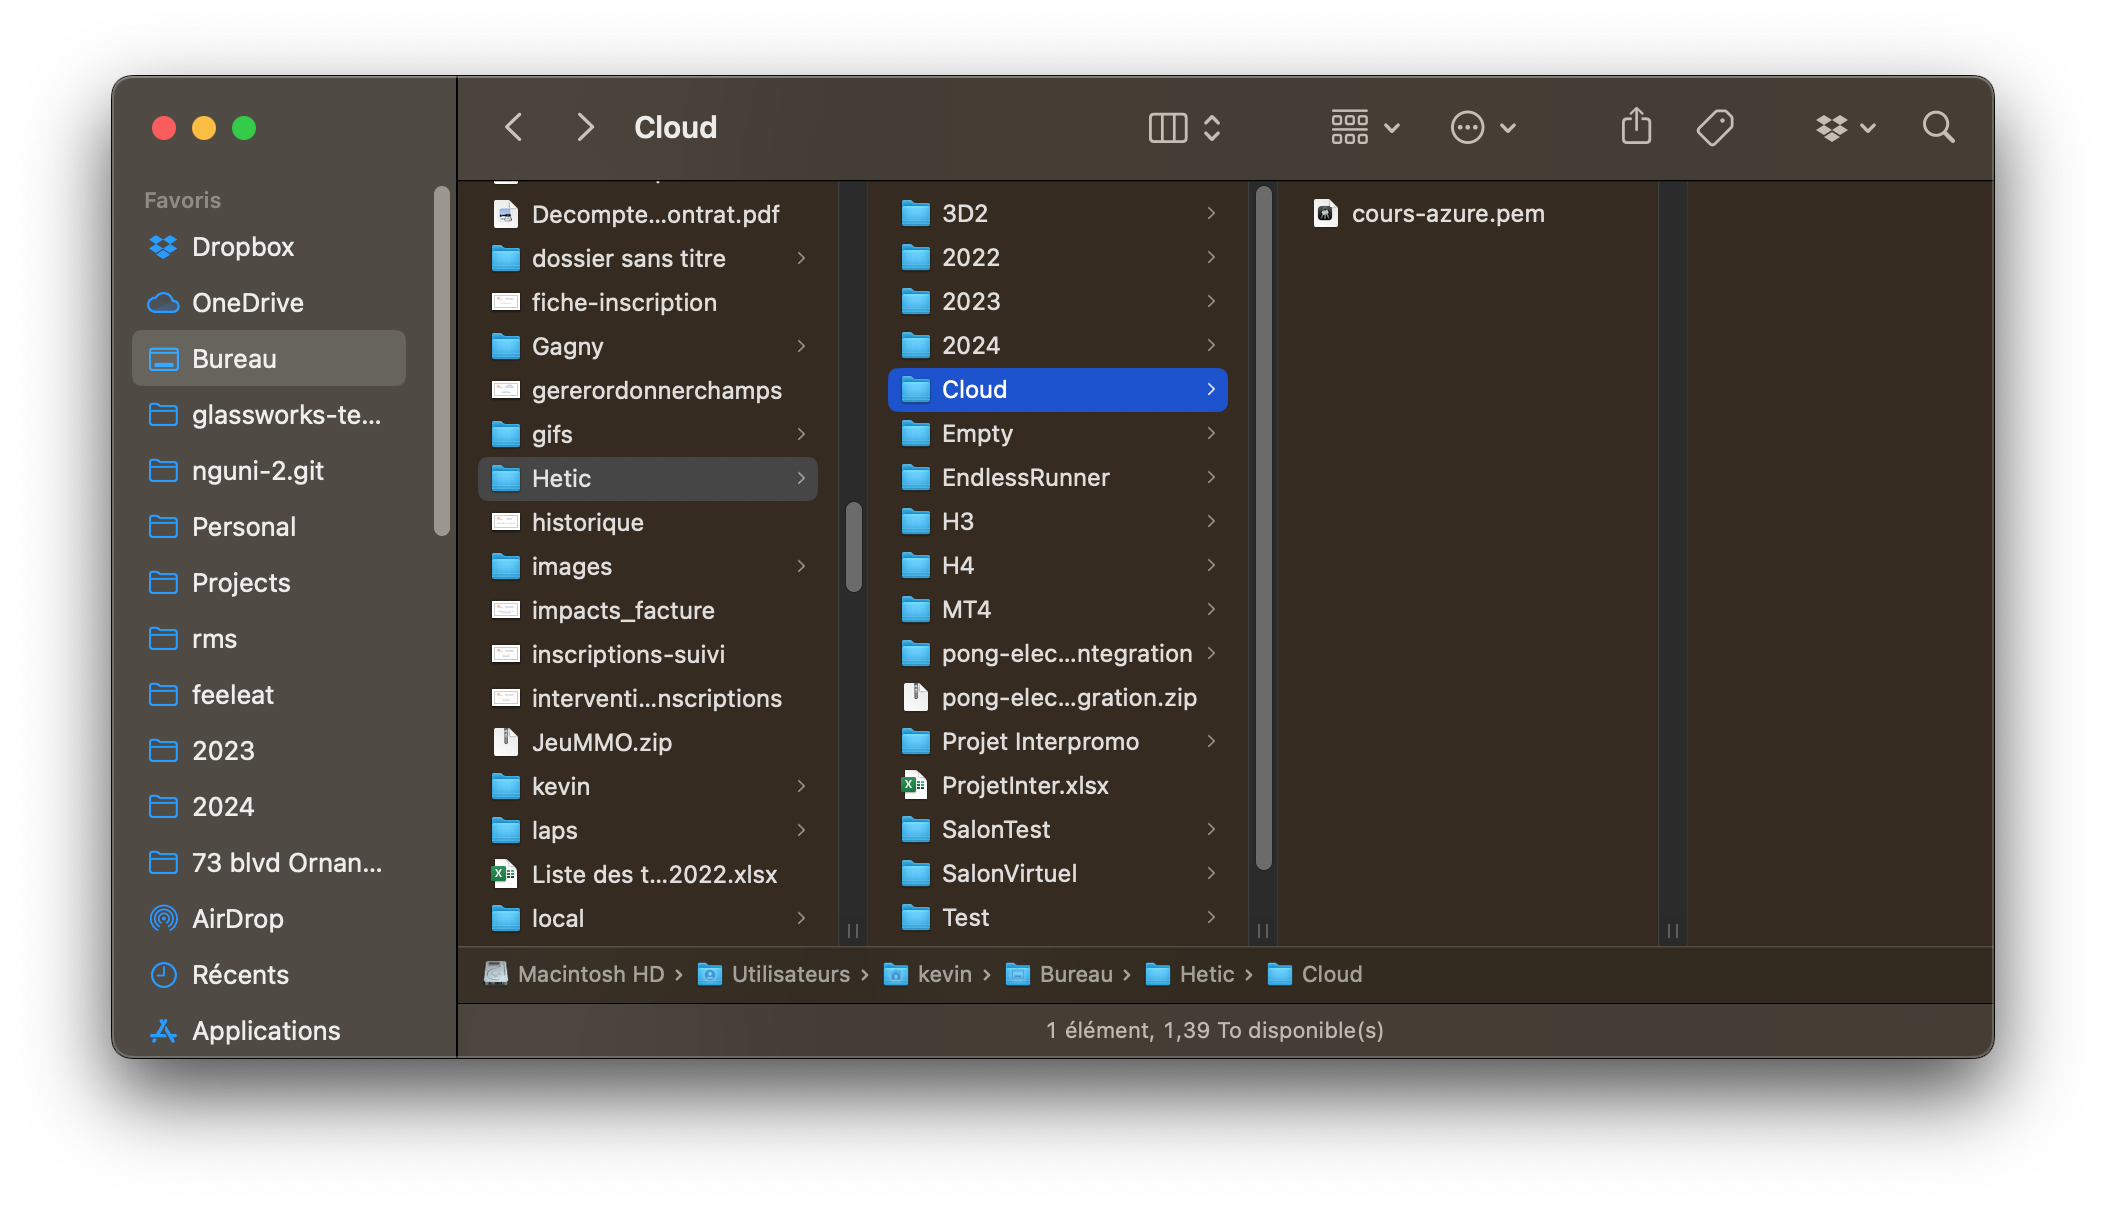 Cloud
Favoris
Dropbox
OneDrive
Bureau
glassworks-te...
nguni-2.git
Personal
Projects
rms
feeleat
2023
2024
73 blvd Ornan...
AirDrop
Récents
Applications
Decompte...ontrat.pdf
dossier sans titre
fiche-inscription
Gagny
gererordonnerchamps
gifs
Hetic
historique
images
impacts_facture
inscriptions-suivi
interventi...nscriptions
JeuMMO.zip
kevin
laps
Liste des t...2022.xlsx
local
3D2
2022
2023
2024
Cloud
Empty
EndlessRunner
H3
H4
MT4
pong-elec...ntegration
pong-elec...gration.zip
Projet Interpromo
ProjetInter.xlsx
SalonTest
SalonVirtuel
Test
cours-azure.pem
Macintosh HD › Utilisateurs › kevin › Bureau › Hetic › Cloud
1 élément, 1,39 To disponible(s)